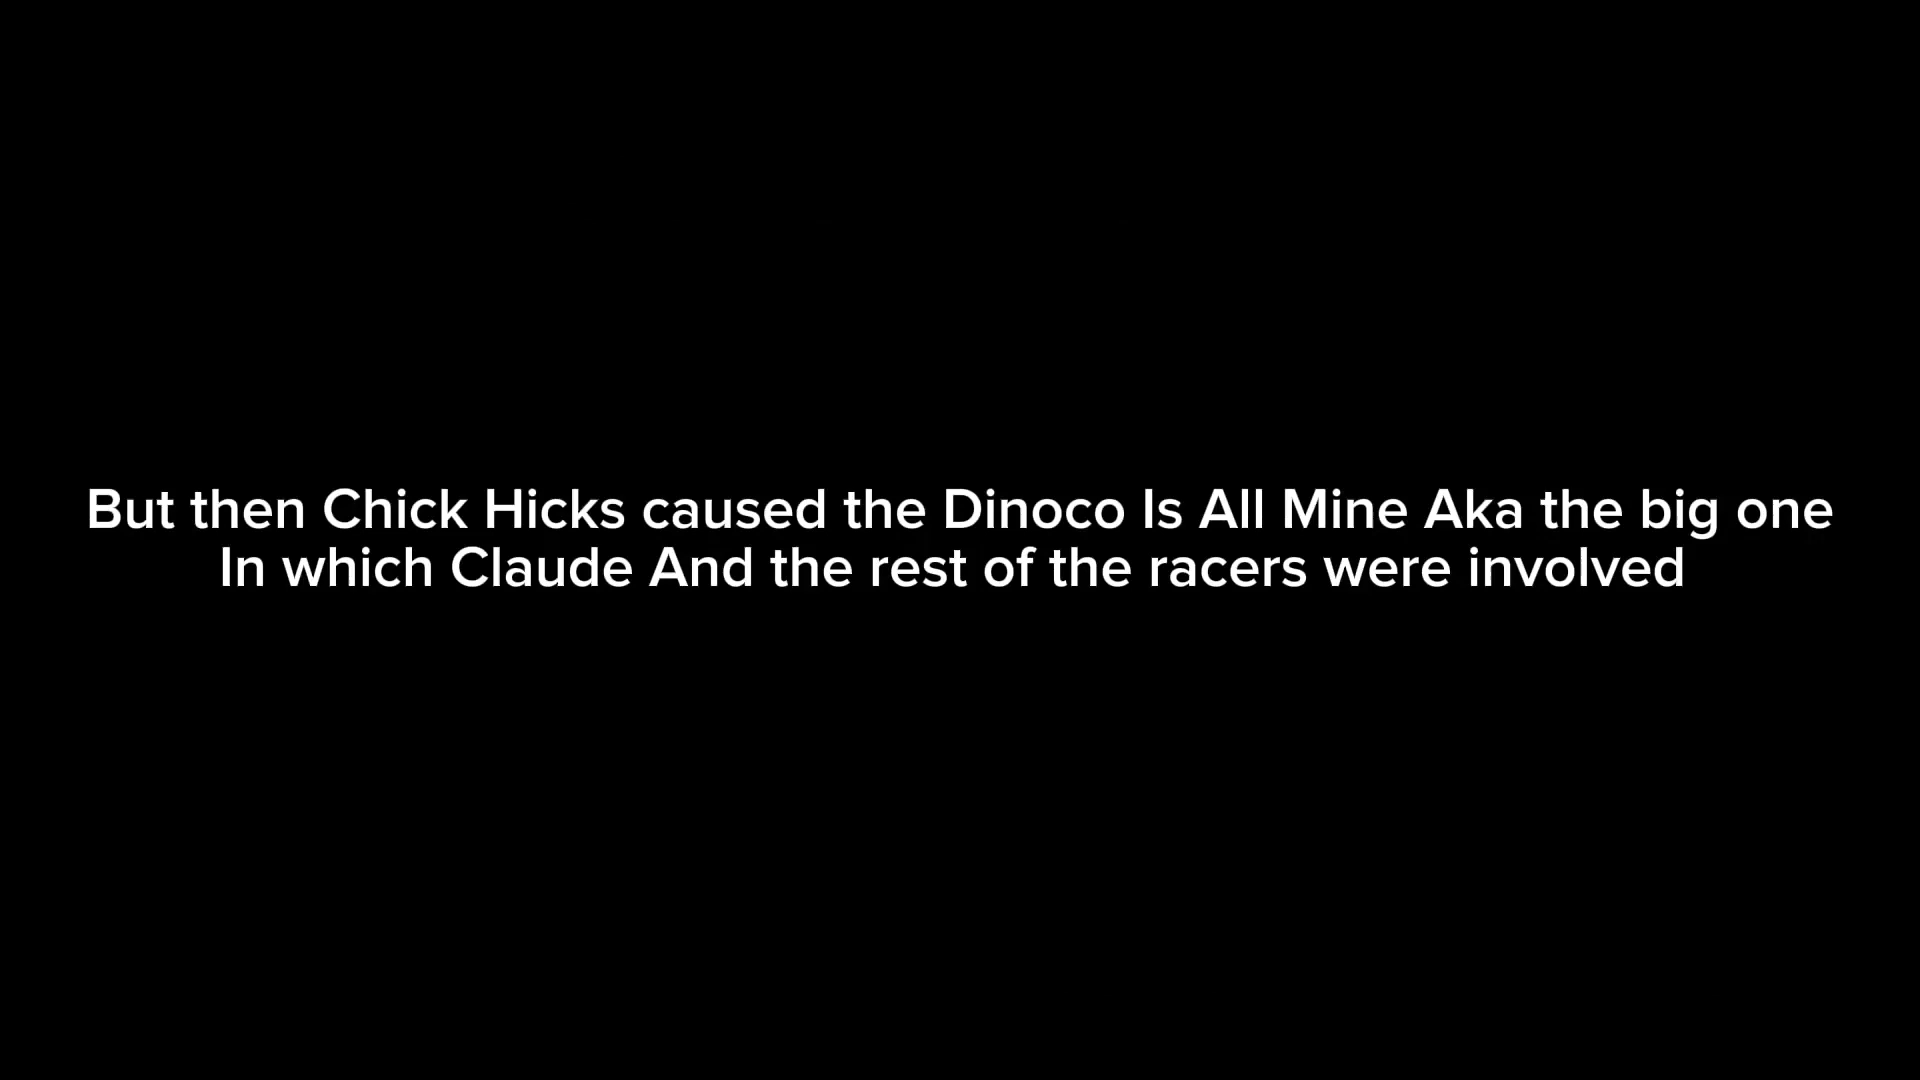 But then Chick Hicks caused the Dinoco Is All Mine Aka the big one
In which Claude And the rest of the racers were involved